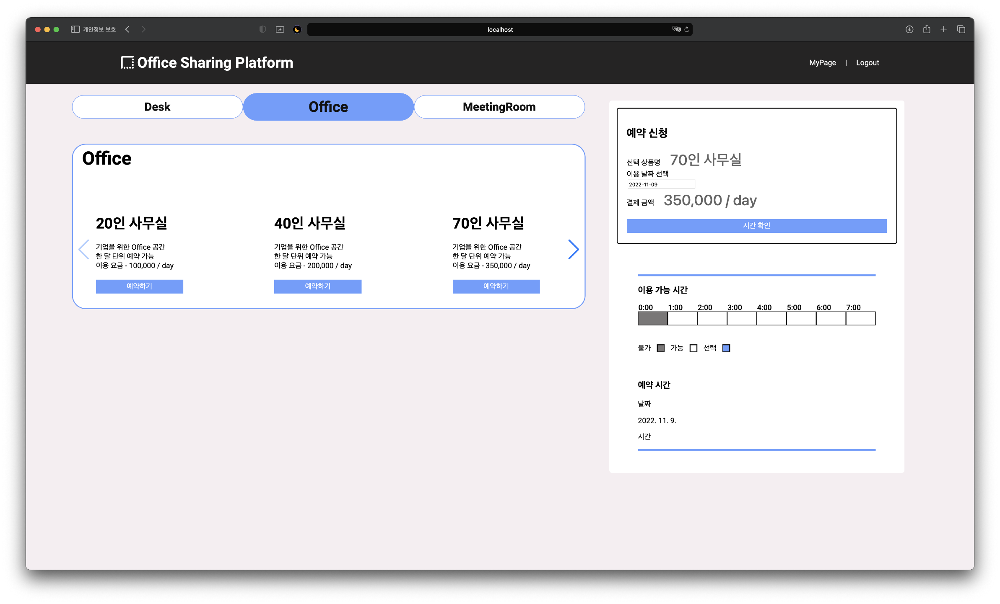 개인정보 보호
localhost
Office Sharing Platform
MyPage | Logout
Desk
Office
MeetingRoom
Office
20인 사무실
기업을 위한 Office 공간
한 달 단위 예약 가능
이용 요금 - 100,000 / day
예약하기
40인 사무실
기업을 위한 Office 공간
한 달 단위 예약 가능
이용 요금 - 200,000 / day
예약하기
70인 사무실
기업을 위한 Office 공간
한 달 단위 예약 가능
이용 요금 - 350,000 / day
예약하기
예약 신청
선택 상품명 70인 사무실
이용 날짜 선택
2022-11-09
결제 금액 350,000 / day
시간 확인
이용 가능 시간
0:00 1:00 2:00 3:00 4:00 5:00 6:00 7:00
불가 가능 선택
예약 시간
날짜
2022. 11. 9.
시간